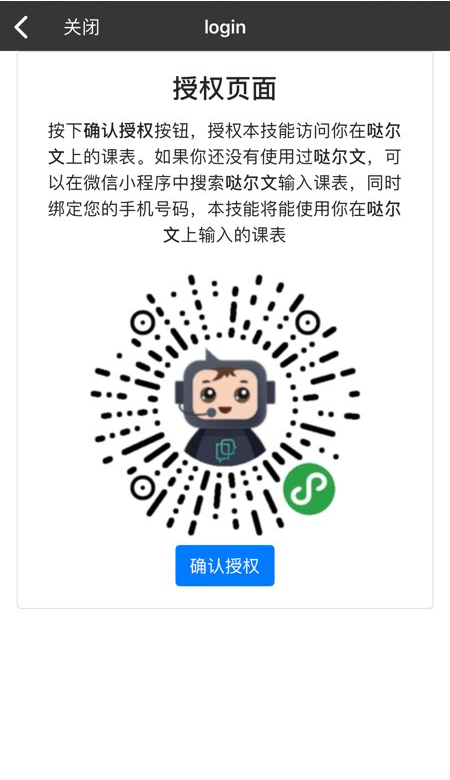 关闭 login
授权页面
按下确认授权按钮，授权本技能访问你在哒尔
文上的课表。如果你还没有使用过哒尔文，可
以在微信小程序中搜索哒尔文输入课表，同时
绑定您的手机号码，本技能将能使用你在哒尔
文上输入的课表
确认授权